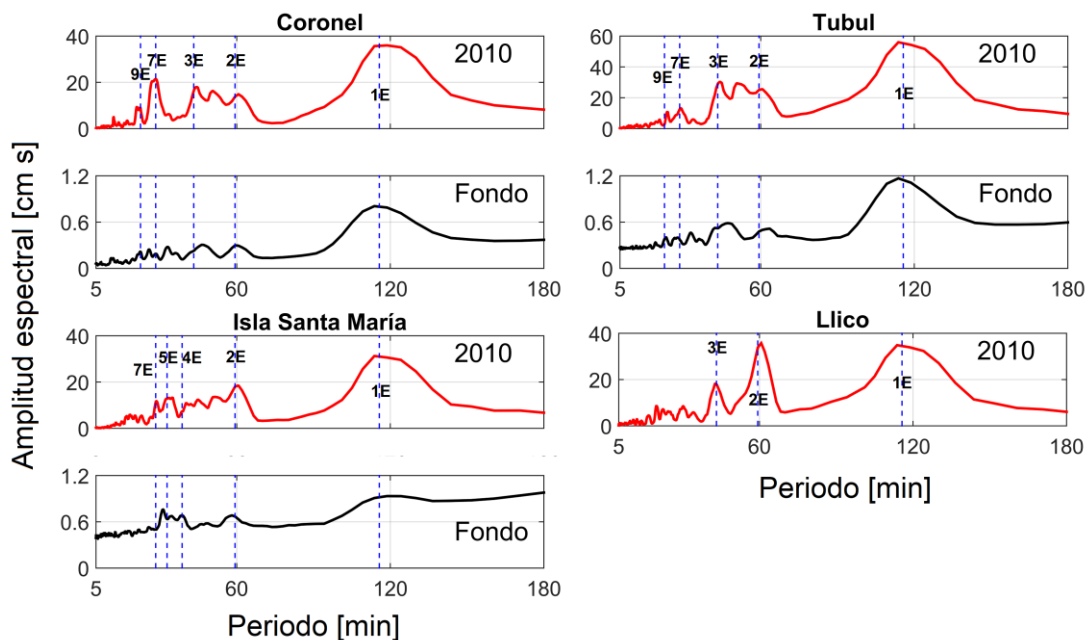 Coronel
40
20
0
9E 7E 3E 2E 1E
2010
1.2
0.6
0
Fondo
5 60 120 180
Isla Santa María
40
20
0
7E 5E 4E 2E 1E
2010
1.2
0.6
0
Fondo
5 60 120 180
Periodo [min]
Amplitud espectral [cm s]
Tubul
60
40
20
0
9E 7E 3E 2E 1E
2010
1.2
0.6
0
Fondo
5 60 120 180
Llico
40
20
0
3E 2E 1E
2010
5 60 120 180
Periodo [min]